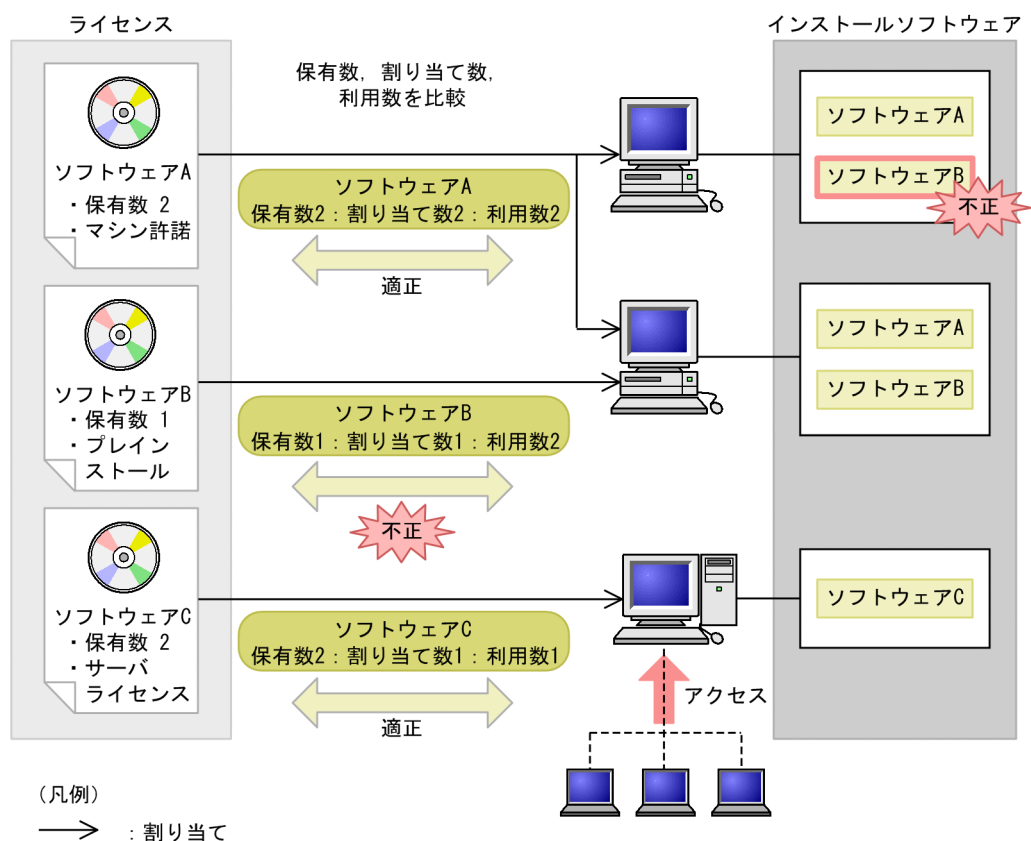 ライセンス
インストールソフトウェア
保有数, 割り当て数,
利用数を比較
ソフトウェアA
・保有数 2
・マシン許諾
ソフトウェアA
保有数2：割り当て数2：利用数2
適正
ソフトウェアA
ソフトウェアB
不正
ソフトウェアB
・保有数 1
・プレイン
ストール
ソフトウェアB
保有数1：割り当て数1：利用数2
不正
ソフトウェアA
ソフトウェアB
ソフトウェアC
・保有数 2
・サーバ
ライセンス
ソフトウェアC
保有数2：割り当て数1：利用数1
適正
ソフトウェアC
アクセス
（凡例）
：割り当て